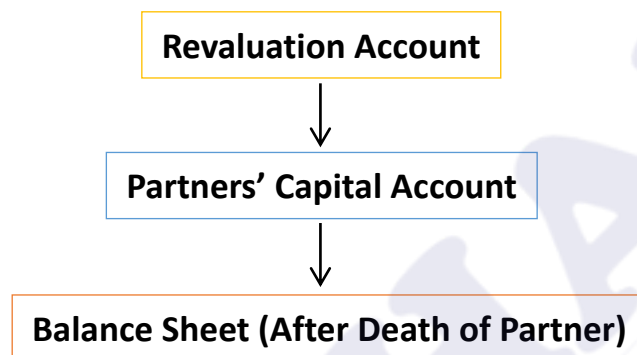 Revaluation Account
Partners’ Capital Account
Balance Sheet (After Death of Partner)